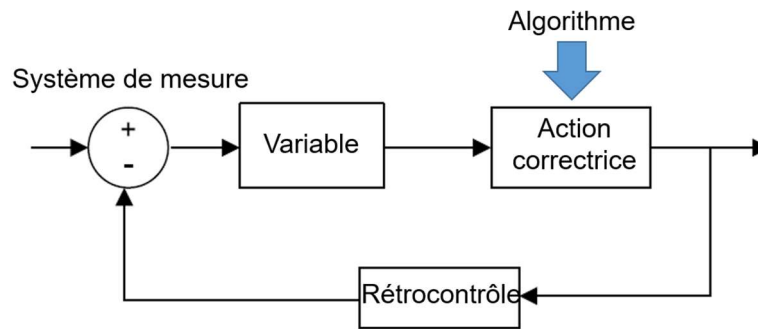 Algorithme
Système de mesure
+
-
Variable
Action
correctrice
Rétrocontrôle